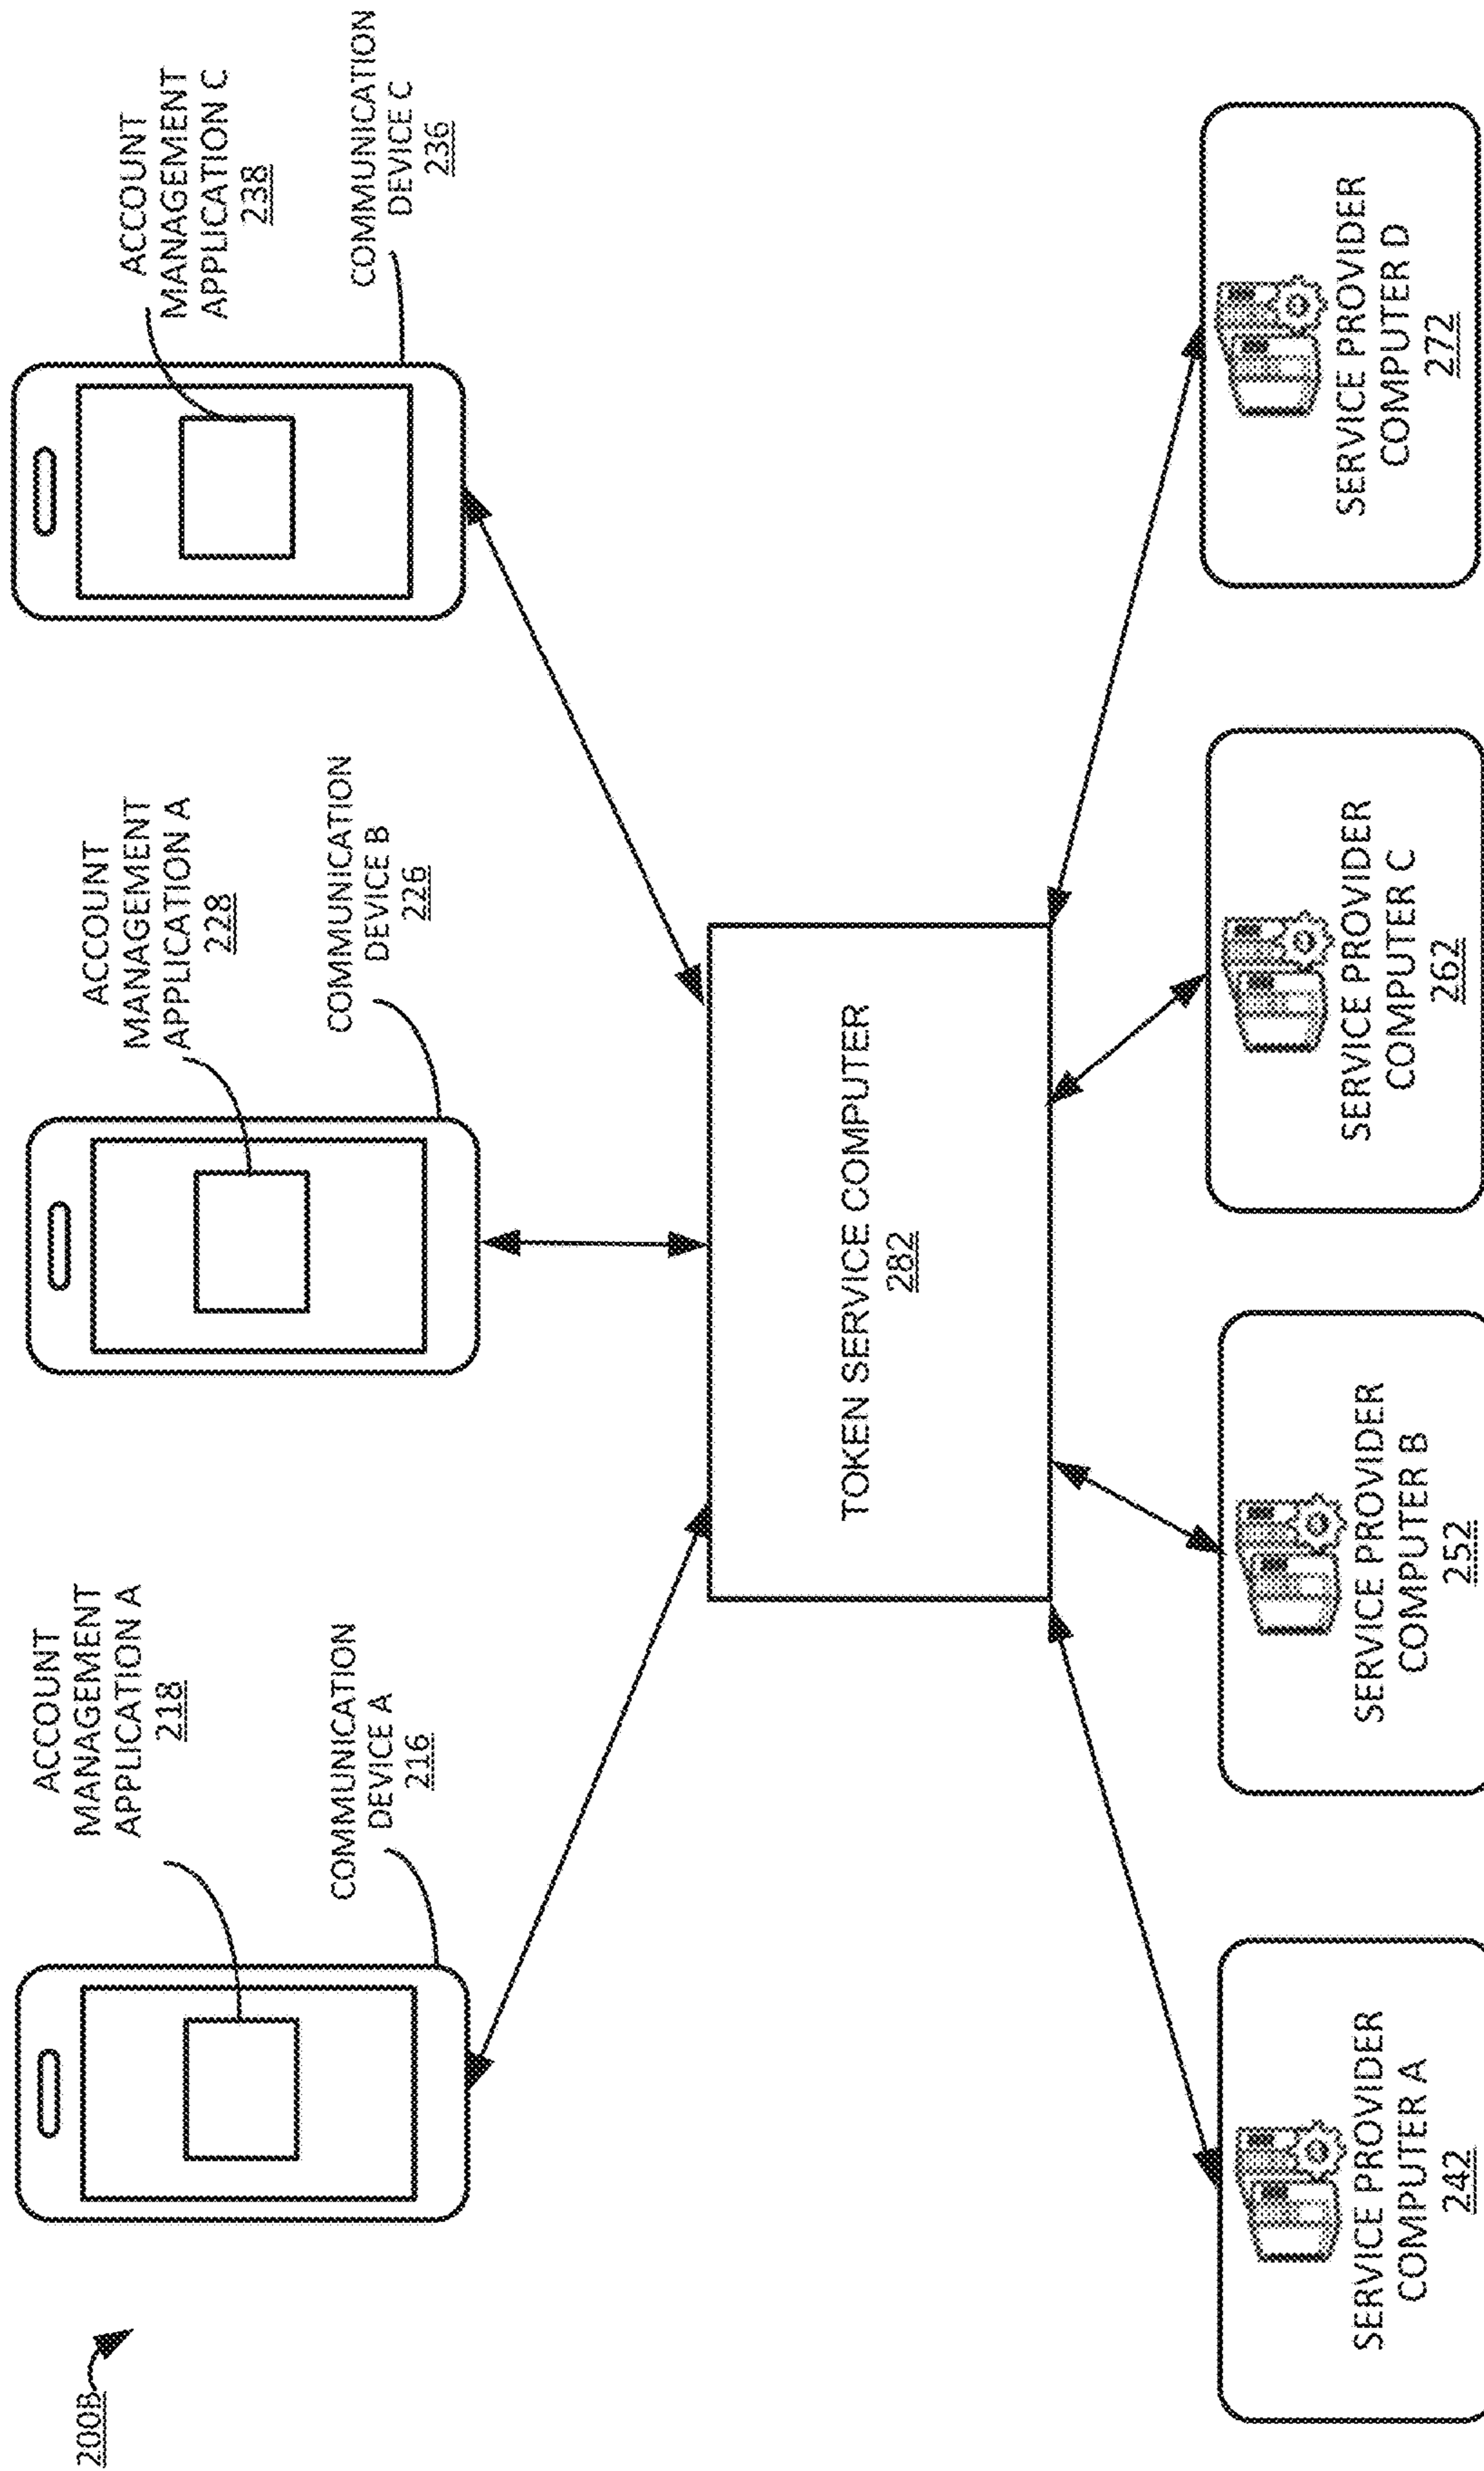 200B
ACCOUNT
MANAGEMENT
APPLICATION A
218
COMMUNICATION
DEVICE A
216
ACCOUNT
MANAGEMENT
APPLICATION A
228
COMMUNICATION
DEVICE B
226
ACCOUNT
MANAGEMENT
APPLICATION C
238
COMMUNICATION
DEVICE C
236
TOKEN SERVICE COMPUTER
282
SERVICE PROVIDER
COMPUTER A
242
SERVICE PROVIDER
COMPUTER B
252
SERVICE PROVIDER
COMPUTER C
262
SERVICE PROVIDER
COMPUTER D
272